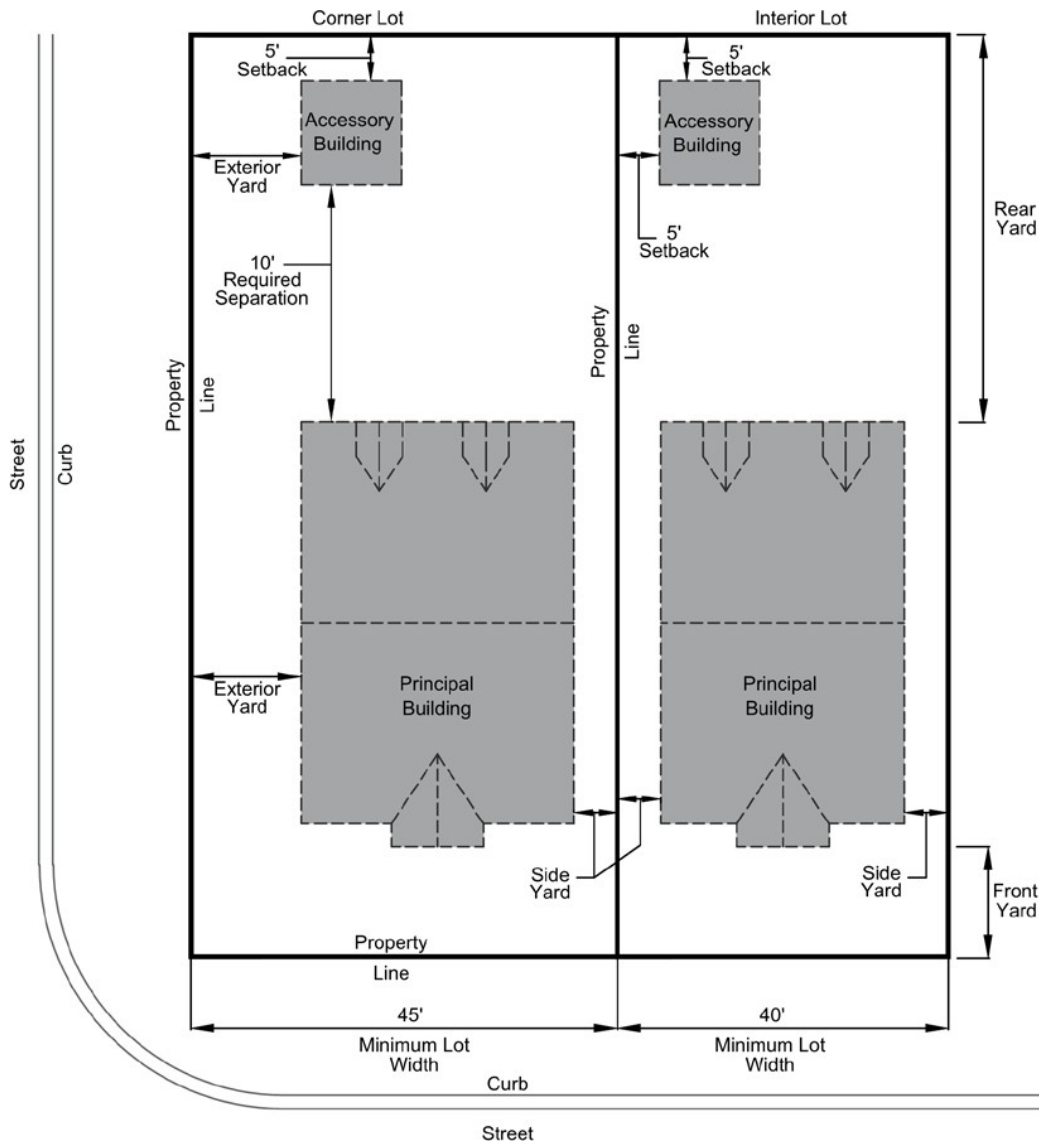 Corner Lot
Interior Lot
5'
Setback
5'
Setback
Accessory
Building
Accessory
Building
Exterior
Yard
5'
Setback
Rear
Yard
10'
Required
Separation
Property
Line
Property
Line
Street
Curb
Exterior
Yard
Principal
Building
Principal
Building
Side
Yard
Side
Yard
Front
Yard
Property
Line
45'
Minimum Lot
Width
40'
Minimum Lot
Width
Curb
Street